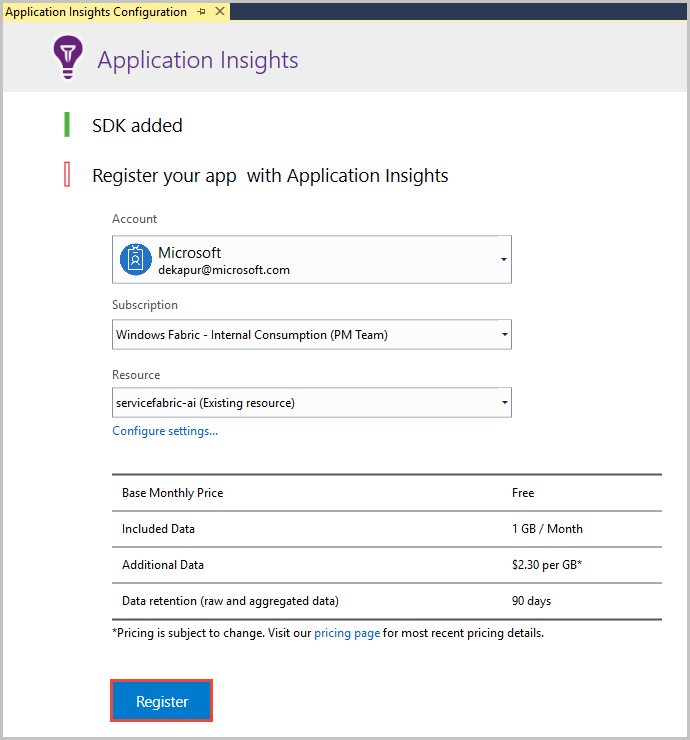 Application Insights Configuration
Application Insights
SDK added
Register your app  with Application Insights
Account
Microsoft
dekapur@microsoft.com
Subscription
Windows Fabric - Internal Consumption (PM Team)
Resource
servicefabric-ai (Existing resource)
Configure settings...
Base Monthly Price Free
Included Data 1 GB / Month
Additional Data $2.30 per GB*
Data retention (raw and aggregated data) 90 days
*Pricing is subject to change. Visit our pricing page for most recent pricing details.
Register